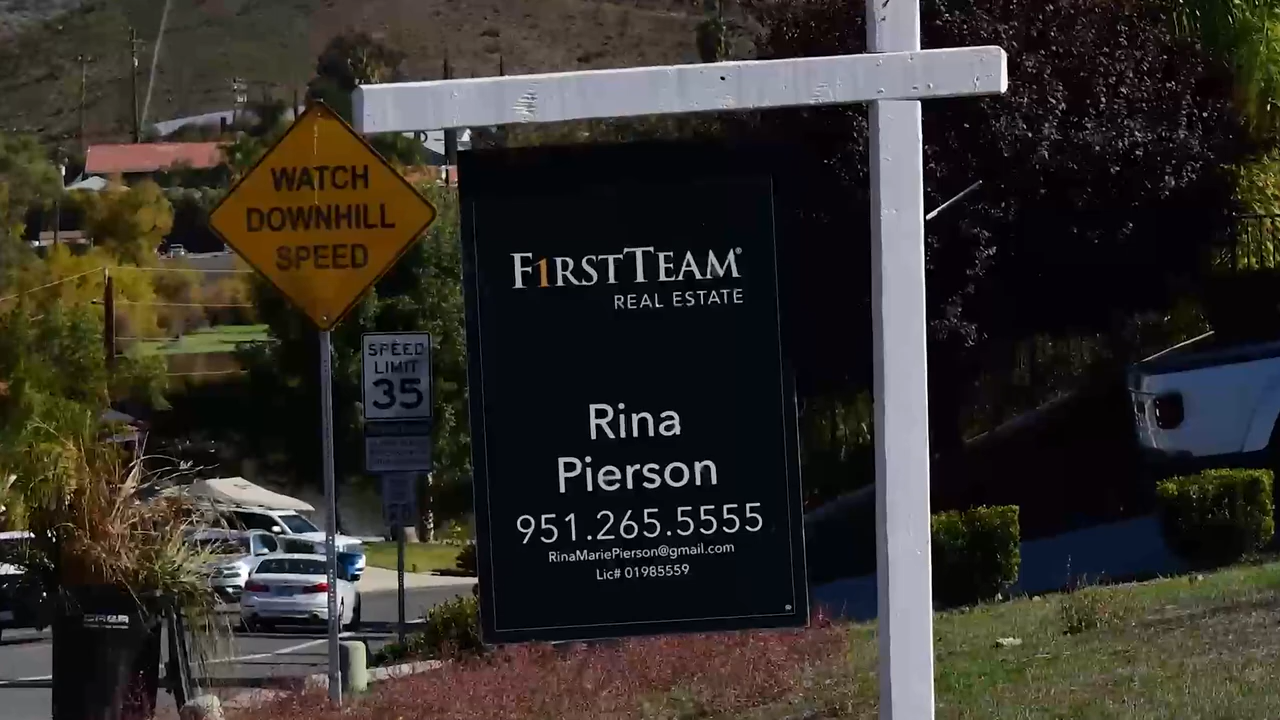 WATCH
DOWNHILL
SPEED
SPEED
LIMIT
35
FIRSTTEAM®
REAL ESTATE
Rina
Pierson
951.265.5555
RinaMariePierson@gmail.com
Lic# 01985559